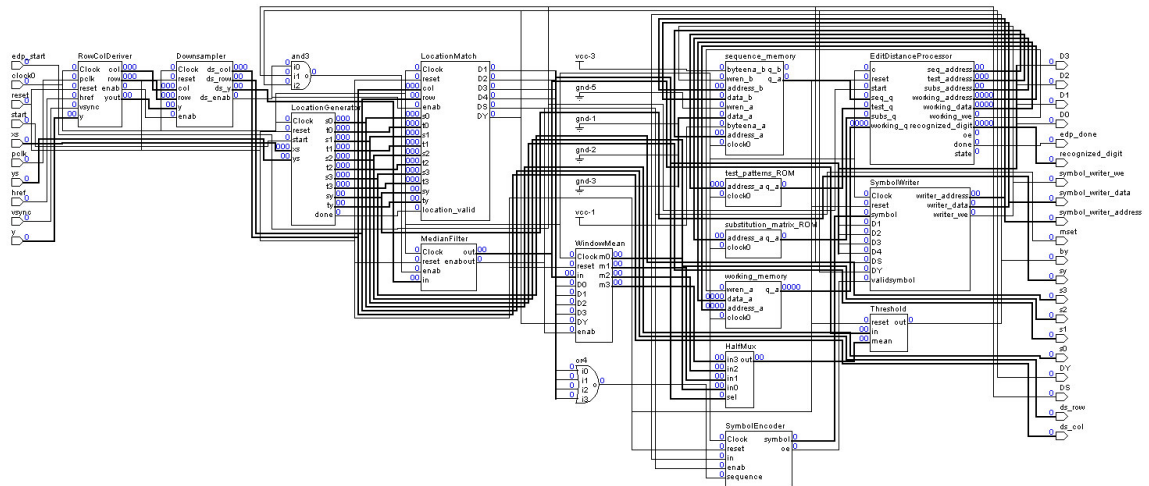 edp_start
clock0
reset
start
xs
pclk
ys
href
vsync
y
RowColDeriver
Clock col
pclk row
reset enab
href yout
vsync
y
Downsampler
Clock ds_col
reset ds_row
col ds_y
row ds_enab
y
enab
and3
i0
i1 o
i2
LocationGenerator
Clock s0
reset t0
start s1
xs t1
ys s2
t2
s3
t3
sy
ty
done
LocationMatch
Clock D1
reset D2
col D3
row D4
enab DS
s0 DY
t0
s1
t1
s2
t2
s3
t3
sy
ty
location_valid
MedianFilter
Clock out
reset enabout
enab
in
vcc-3
gnd-5
gnd-1
gnd-2
gnd-3
vcc-1
WindowMean
Clock m0
reset m1
in m2
D0 m3
D1
D2
D3
DY
enab
or4
i0
i1
i2 o
i3
sequence_memory
byteena_b q_b
wren_b q_a
address_b
data_b
wren_a
data_a
byteena_a
address_a
clock0
test_patterns_ROM
address_a q_a
clock0
substitution_matrix_ROM
address_a q_a
clock0
working_memory
wren_a q_a
data_a
address_a
clock0
HalfMux
in3 out
in2
in1
in0
sel
SymbolEncoder
Clock symbol
reset oe
in
enab
sequence
EditDistanceProcessor
c seq_address
reset test_address
start subs_address
seq_q working_address
test_q working_data
subs_q working_we
working_q recognized_digit
oe
done
state
SymbolWriter
Clock writer_address
reset writer_data
symbol writer_we
D1
D2
D3
D4
DS
DY
validsymbol
Threshold
reset out
in
mean
D3
D2
D1
D0
edp_done
recognized_digit
symbol_writer_we
symbol_writer_data
symbol_writer_address
mset
by
sy
s3
s2
s1
s0
DY
DS
ds_row
ds_col